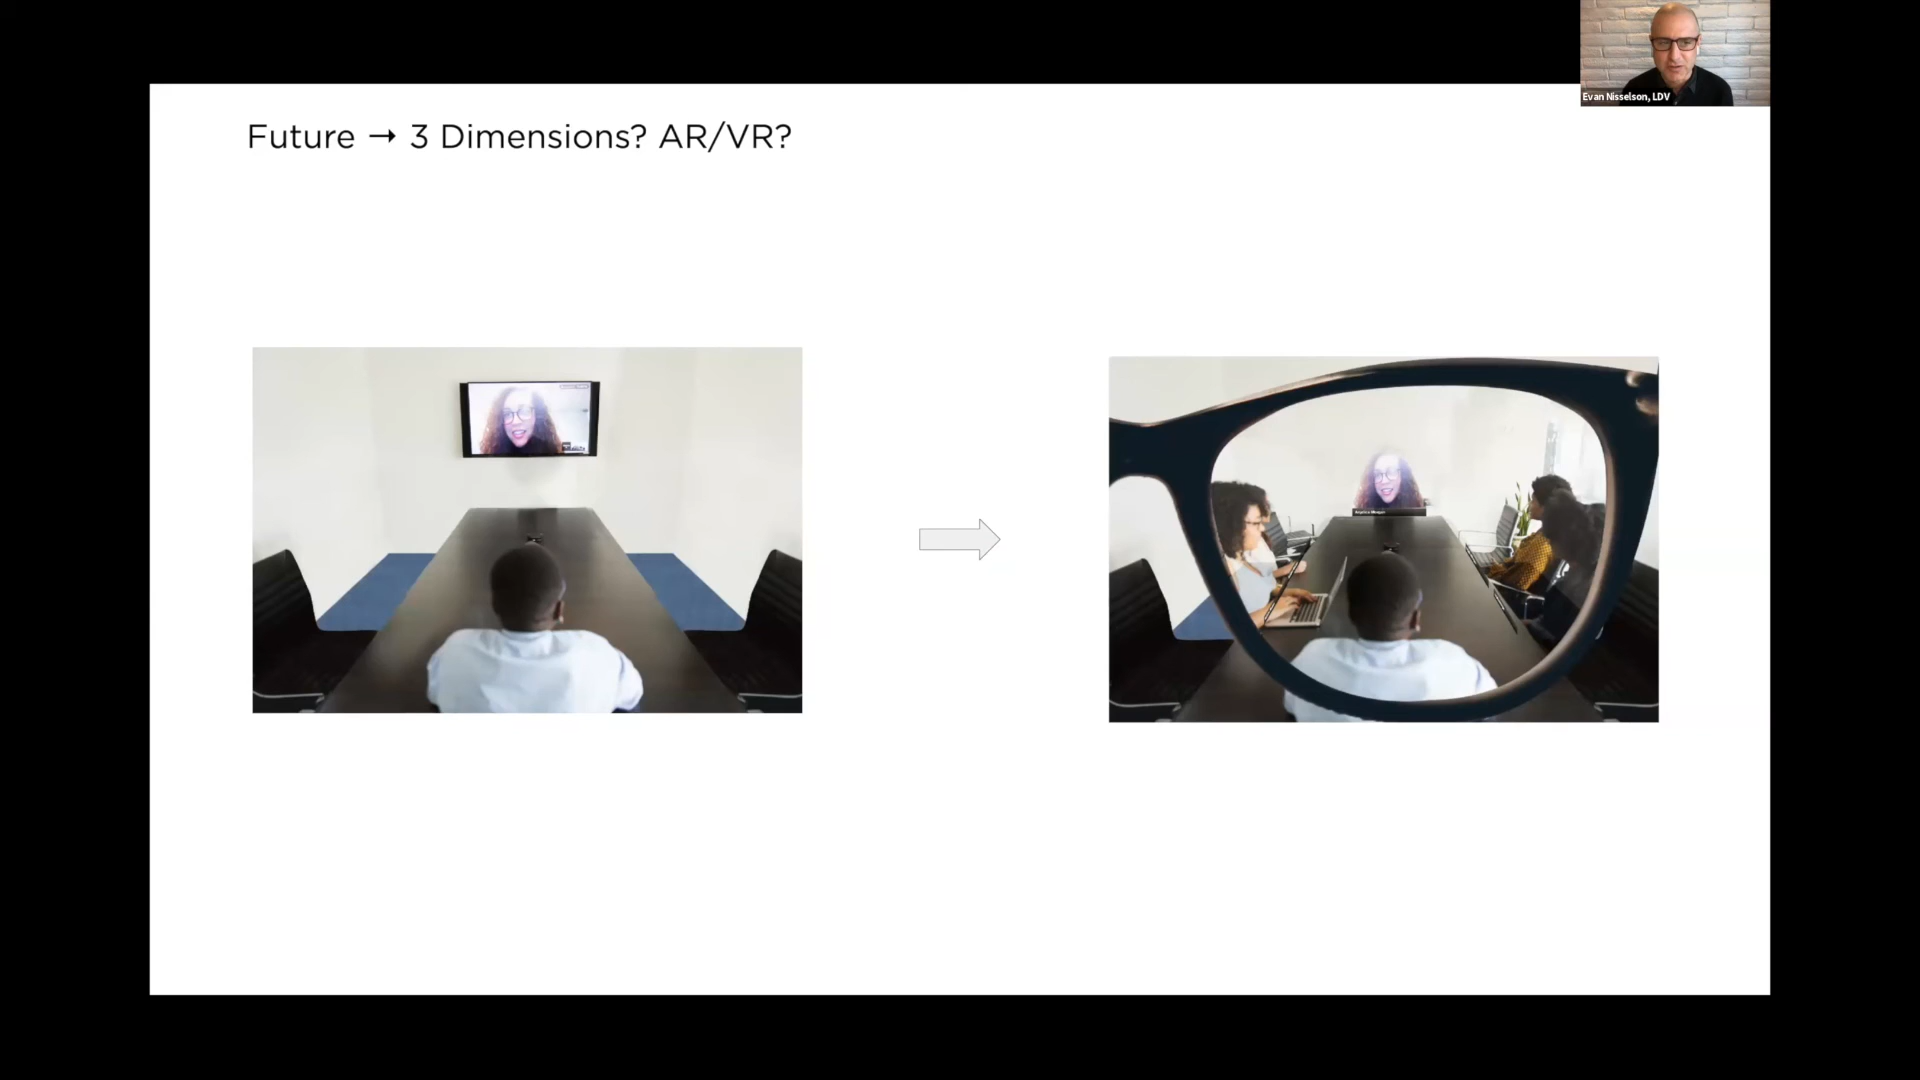 Future → 3 Dimensions? AR/VR?
Evan Nisselson, LDV